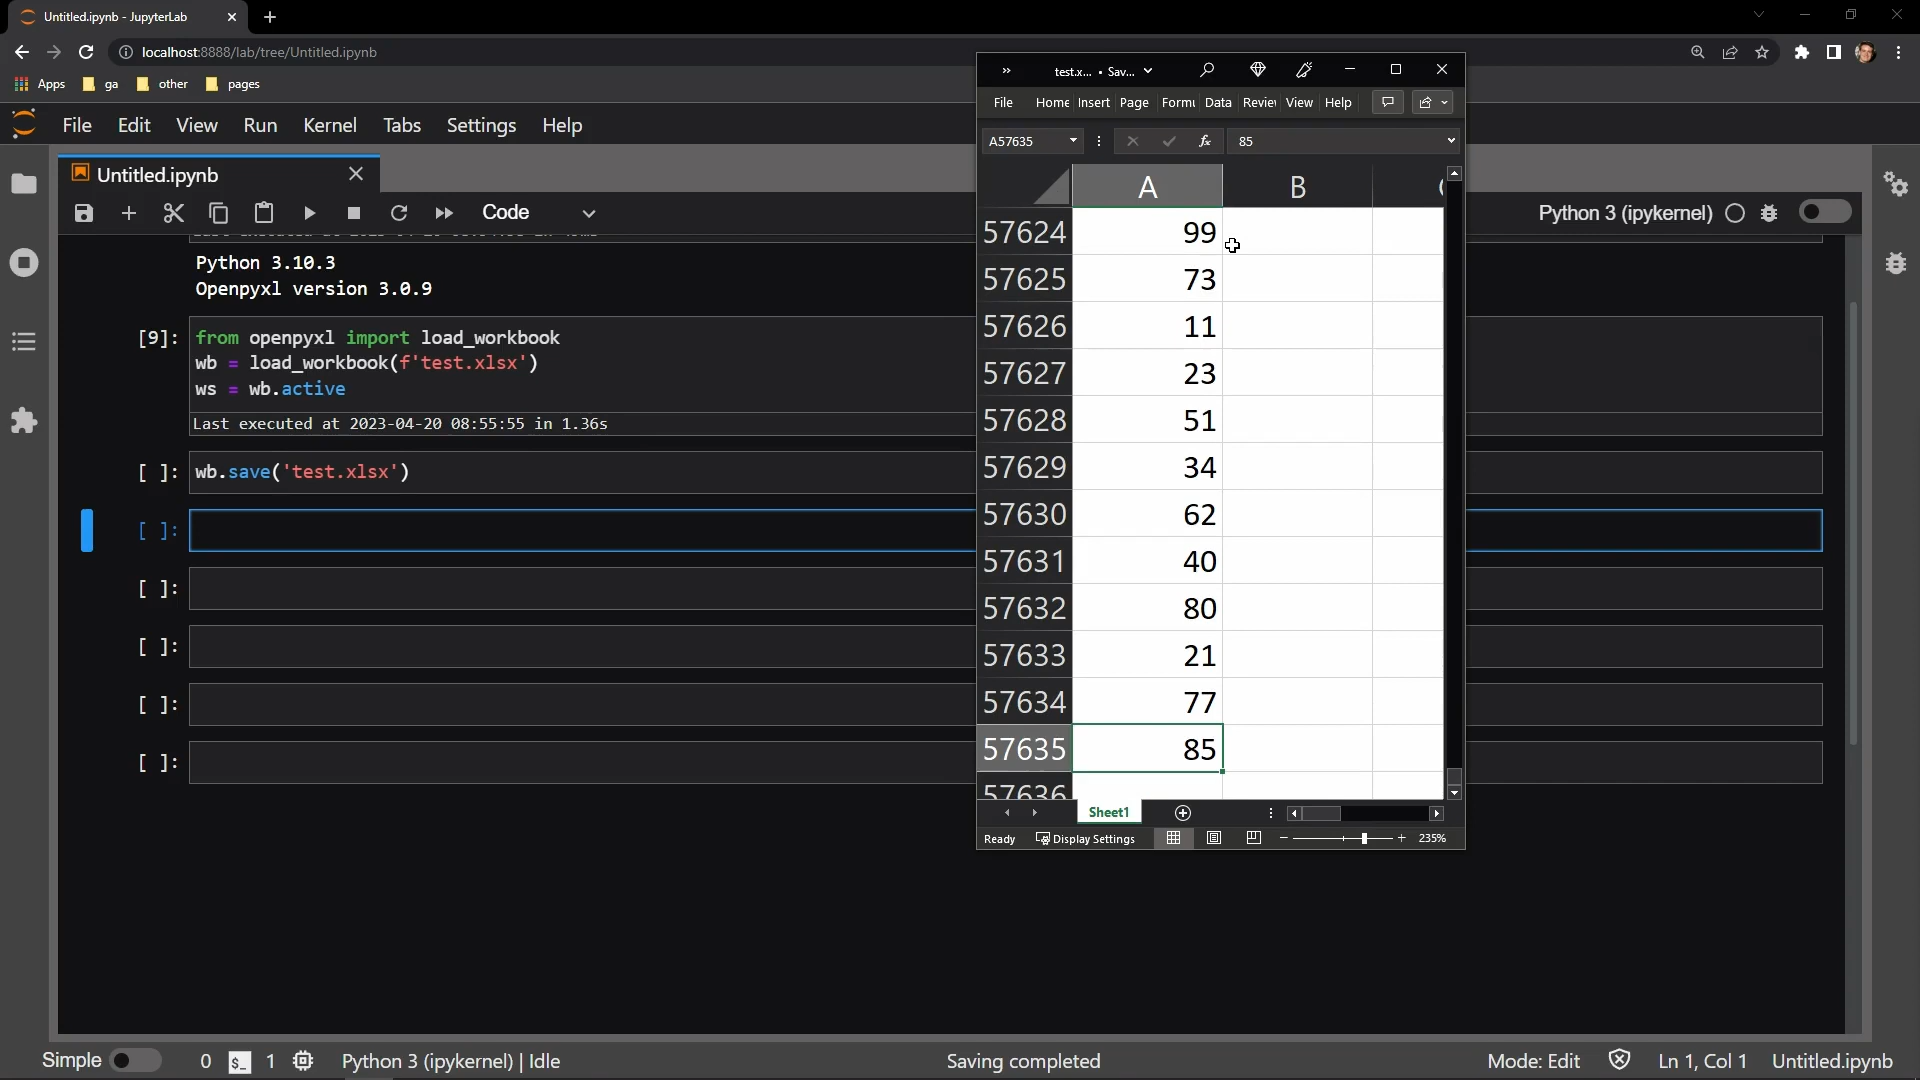 Untitled.ipynb - JupyterLab
localhost:8888/lab/tree/Untitled.ipynb
Apps ga other pages
File Edit View Run Kernel Tabs Settings Help
Untitled.ipynb
Code
Python 3 (ipykernel)
Python 3.10.3
Openpyxl version 3.0.9
[9]: from openpyxl import load_workbook
wb = load_workbook(f'test.xlsx')
ws = wb.active
Last executed at 2023-04-20 08:55:55 in 1.36s
[ ]: wb.save('test.xlsx')
[ ]:
[ ]:
[ ]:
[ ]:
[ ]:
test.x... • Sav...
File Home Insert Page Formu Data Review View Help
A57635 fx 85
A B
57624 99
57625 73
57626 11
57627 23
57628 51
57629 34
57630 62
57631 40
57632 80
57633 21
57634 77
57635 85
57636
Sheet1
Ready Display Settings 235%
Simple 0 $_ 1 Python 3 (ipykernel) | Idle Saving completed Mode: Edit Ln 1, Col 1 Untitled.ipynb